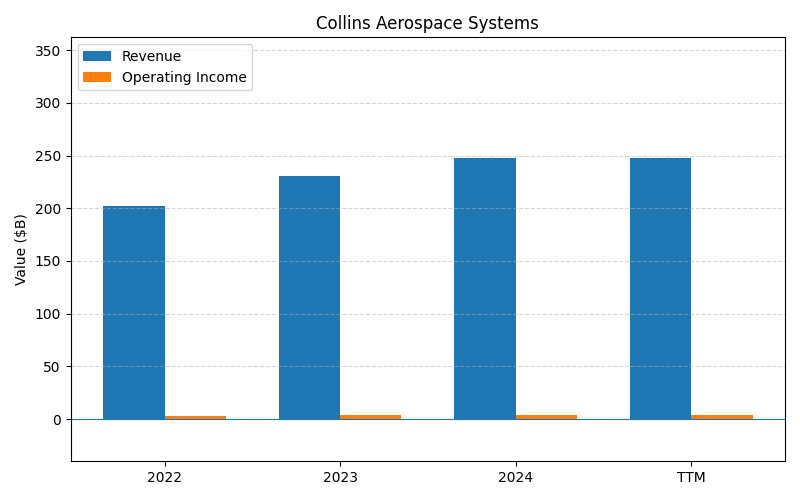 Collins Aerospace Systems
Revenue
Operating Income
Value ($B)
350
300
250
200
150
100
50
0
2022
2023
2024
TTM